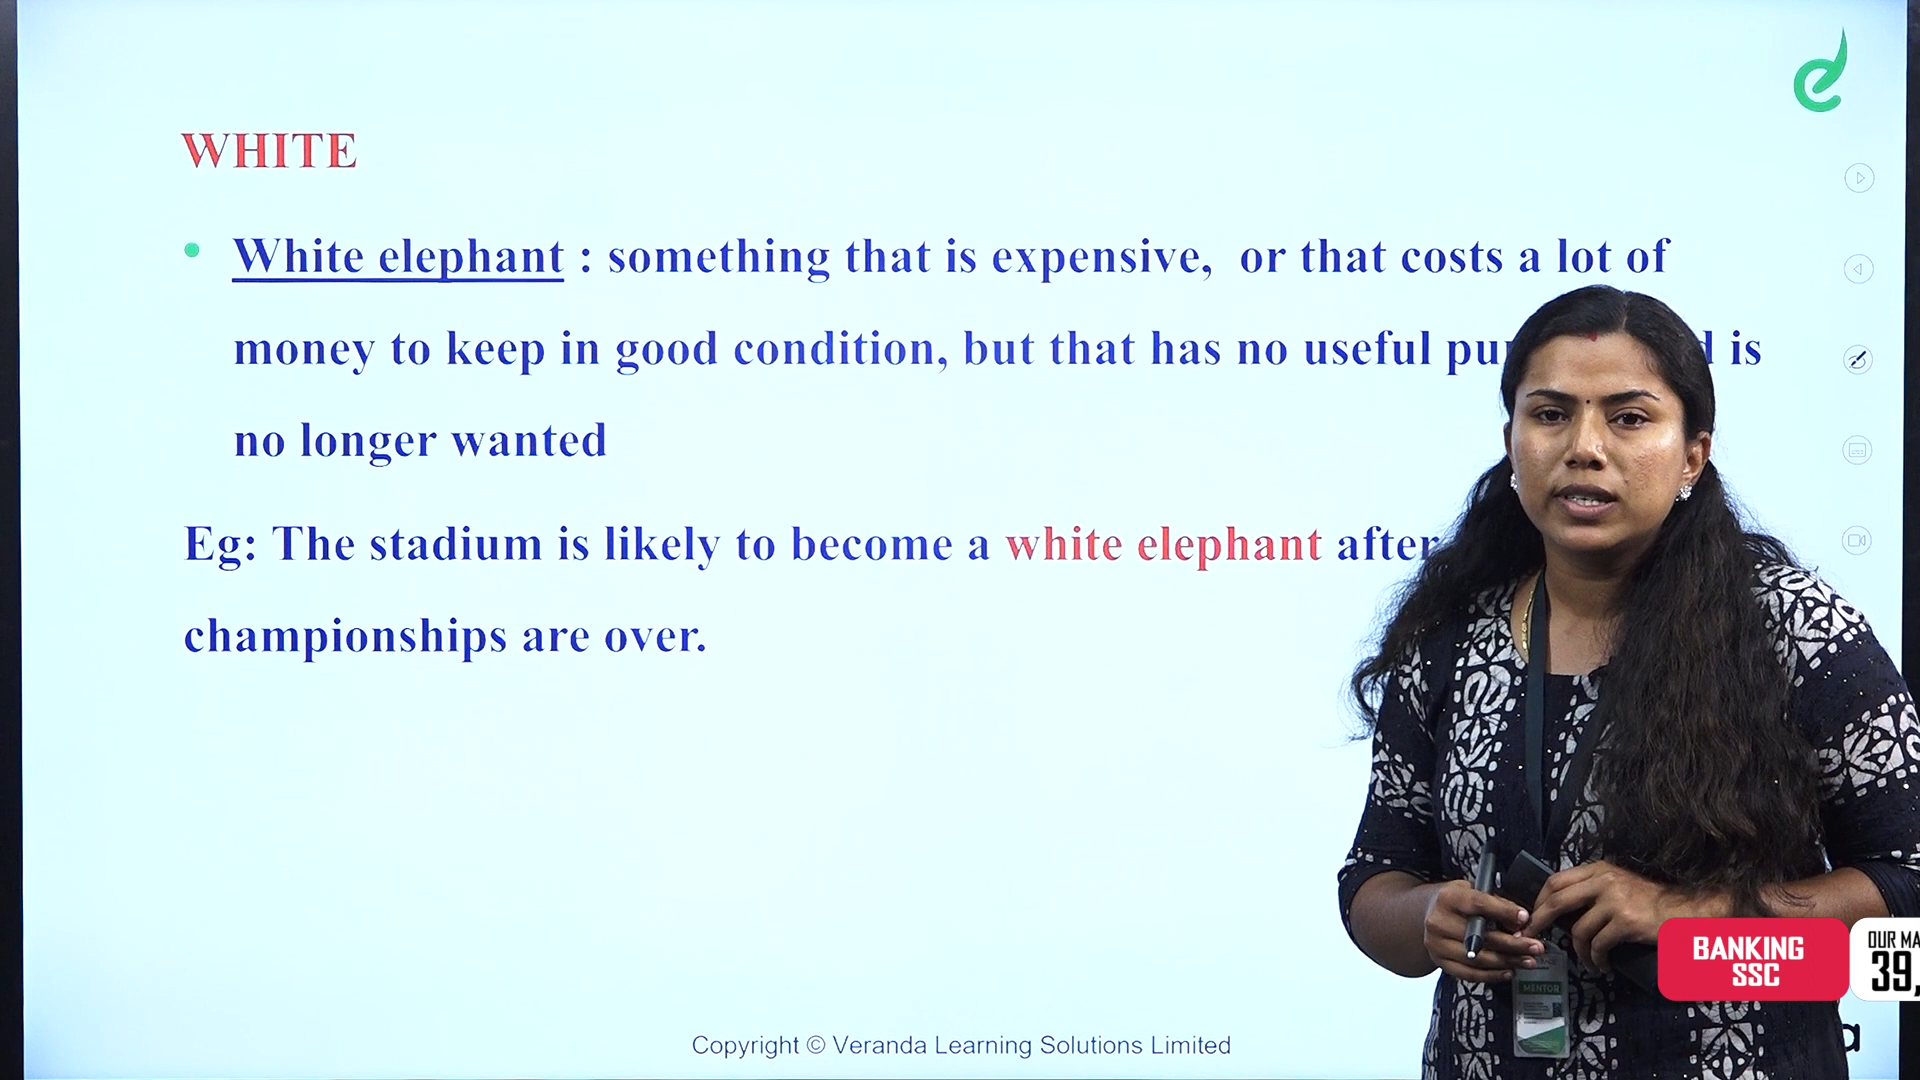 WHITE
White elephant : something that is expensive, or that costs a lot of
money to keep in good condition, but that has no useful is
no longer wanted
Eg: The stadium is likely to become a white elephant after
championships are over.
MENTOR
BANKING
SSC
OUR
39,
Copyright © Veranda Learning Solutions Limited